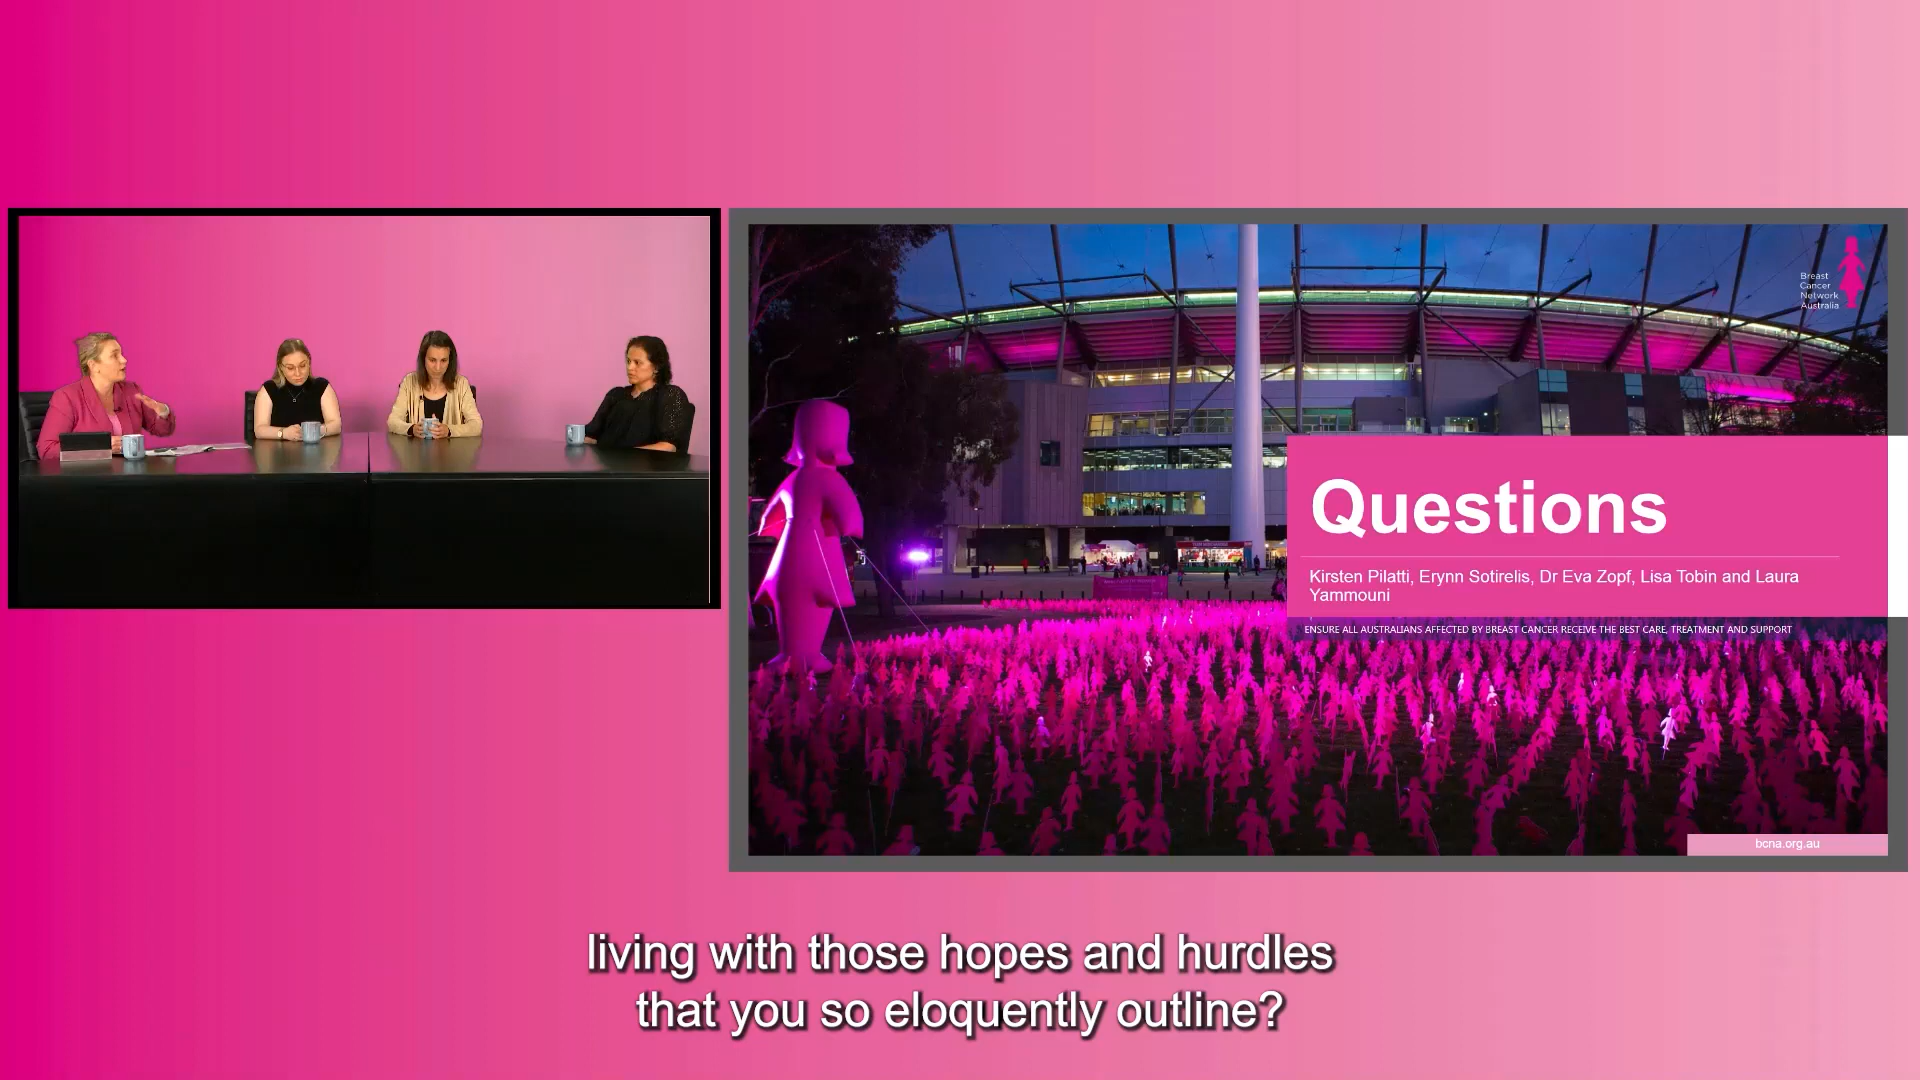 Breast
Cancer
Network
Australia
Questions
Kirsten Pilatti, Erynn Sotirelis, Dr Eva Zopf, Lisa Tobin and Laura
Yammouni
ENSURE ALL AUSTRALIANS AFFECTED BY BREAST CANCER RECEIVE THE BEST CARE, TREATMENT AND SUPPORT
bcna.org.au
living with those hopes and hurdles
that you so eloquently outline?